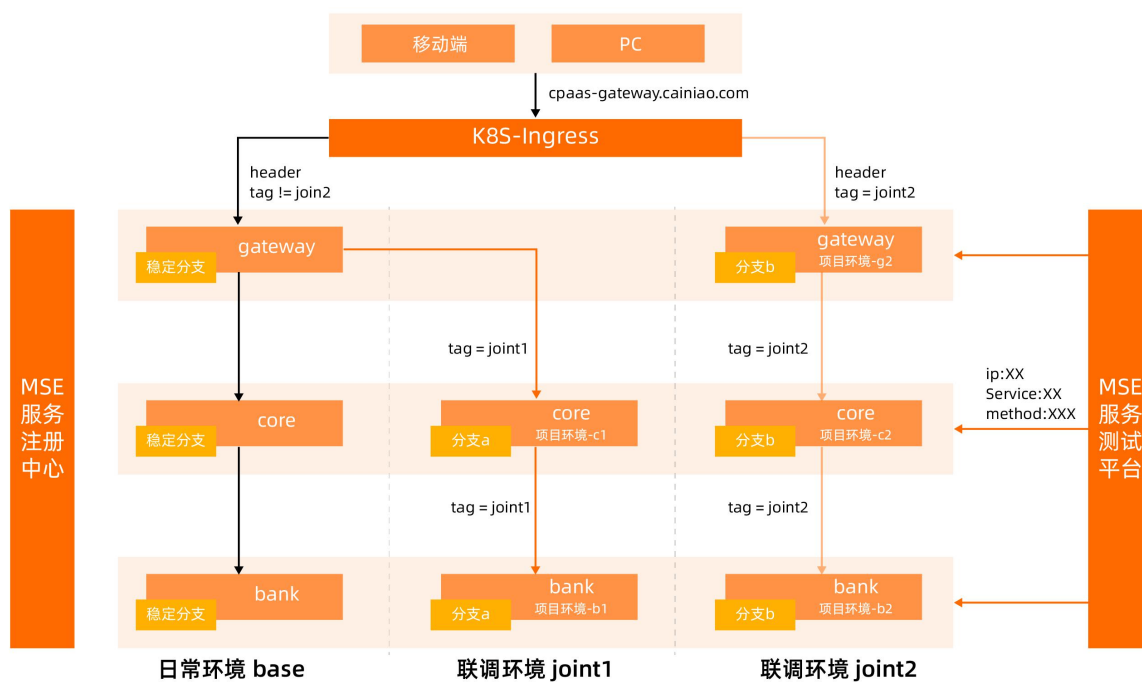 移动端
PC
cpaas-gateway.cainiao.com
K8S-Ingress
header
tag != join2
header
tag = joint2
MSE
服务
注册
中心
gateway
稳定分支
gateway
项目环境-g2
分支b
tag = joint1
tag = joint2
ip:XX
Service:XX
method:XXX
MSE
服务
测试
平台
core
稳定分支
core
项目环境-c1
分支a
core
项目环境-c2
分支b
tag = joint1
tag = joint2
bank
稳定分支
bank
项目环境-b1
分支a
bank
项目环境-b2
分支b
日常环境 base
联调环境 joint1
联调环境 joint2